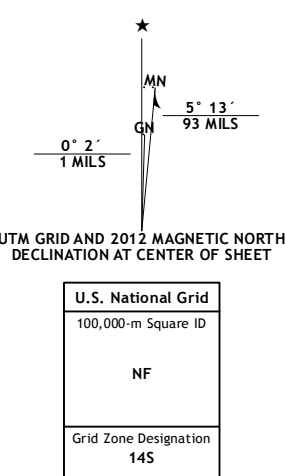 ★
MN
5° 13´
93 MILS
GN
0° 2´
1 MILS
UTM GRID AND 2012 MAGNETIC NORTH
DECLINATION AT CENTER OF SHEET
U.S. National Grid
100,000-m Square ID
NF
Grid Zone Designation
14S